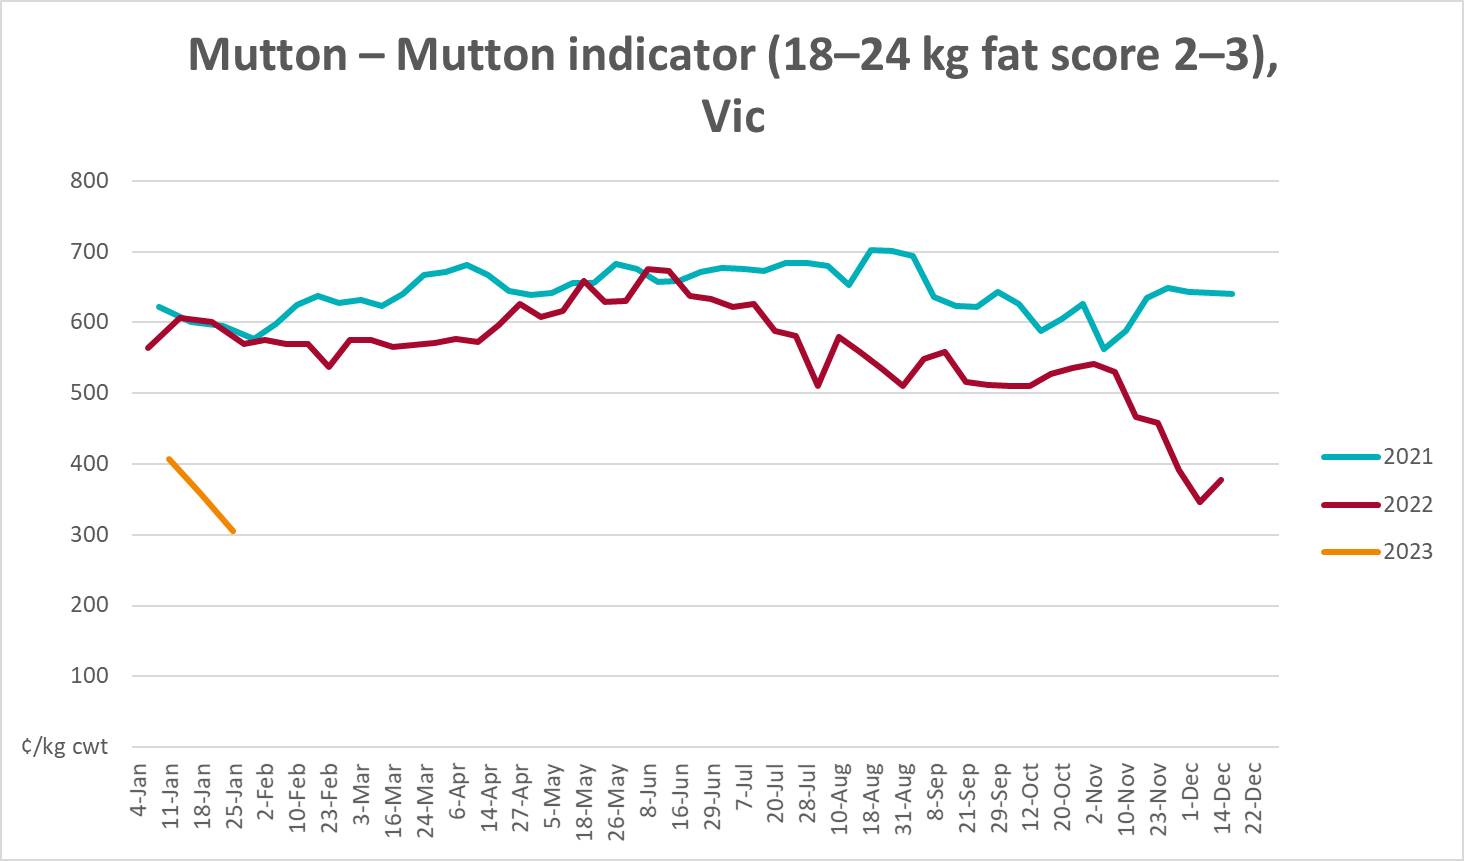 Mutton – Mutton indicator (18–24 kg fat score 2–3),
Vic
800
700
600
500
400
300
200
100
¢/kg cwt
4-Jan
11-Jan
18-Jan
25-Jan
2-Feb
10-Feb
23-Feb
3-Mar
16-Mar
24-Mar
6-Apr
14-Apr
27-Apr
5-May
18-May
26-May
8-Jun
16-Jun
29-Jun
7-Jul
20-Jul
28-Jul
10-Aug
18-Aug
31-Aug
8-Sep
21-Sep
29-Sep
12-Oct
20-Oct
2-Nov
10-Nov
23-Nov
1-Dec
14-Dec
22-Dec
2021
2022
2023